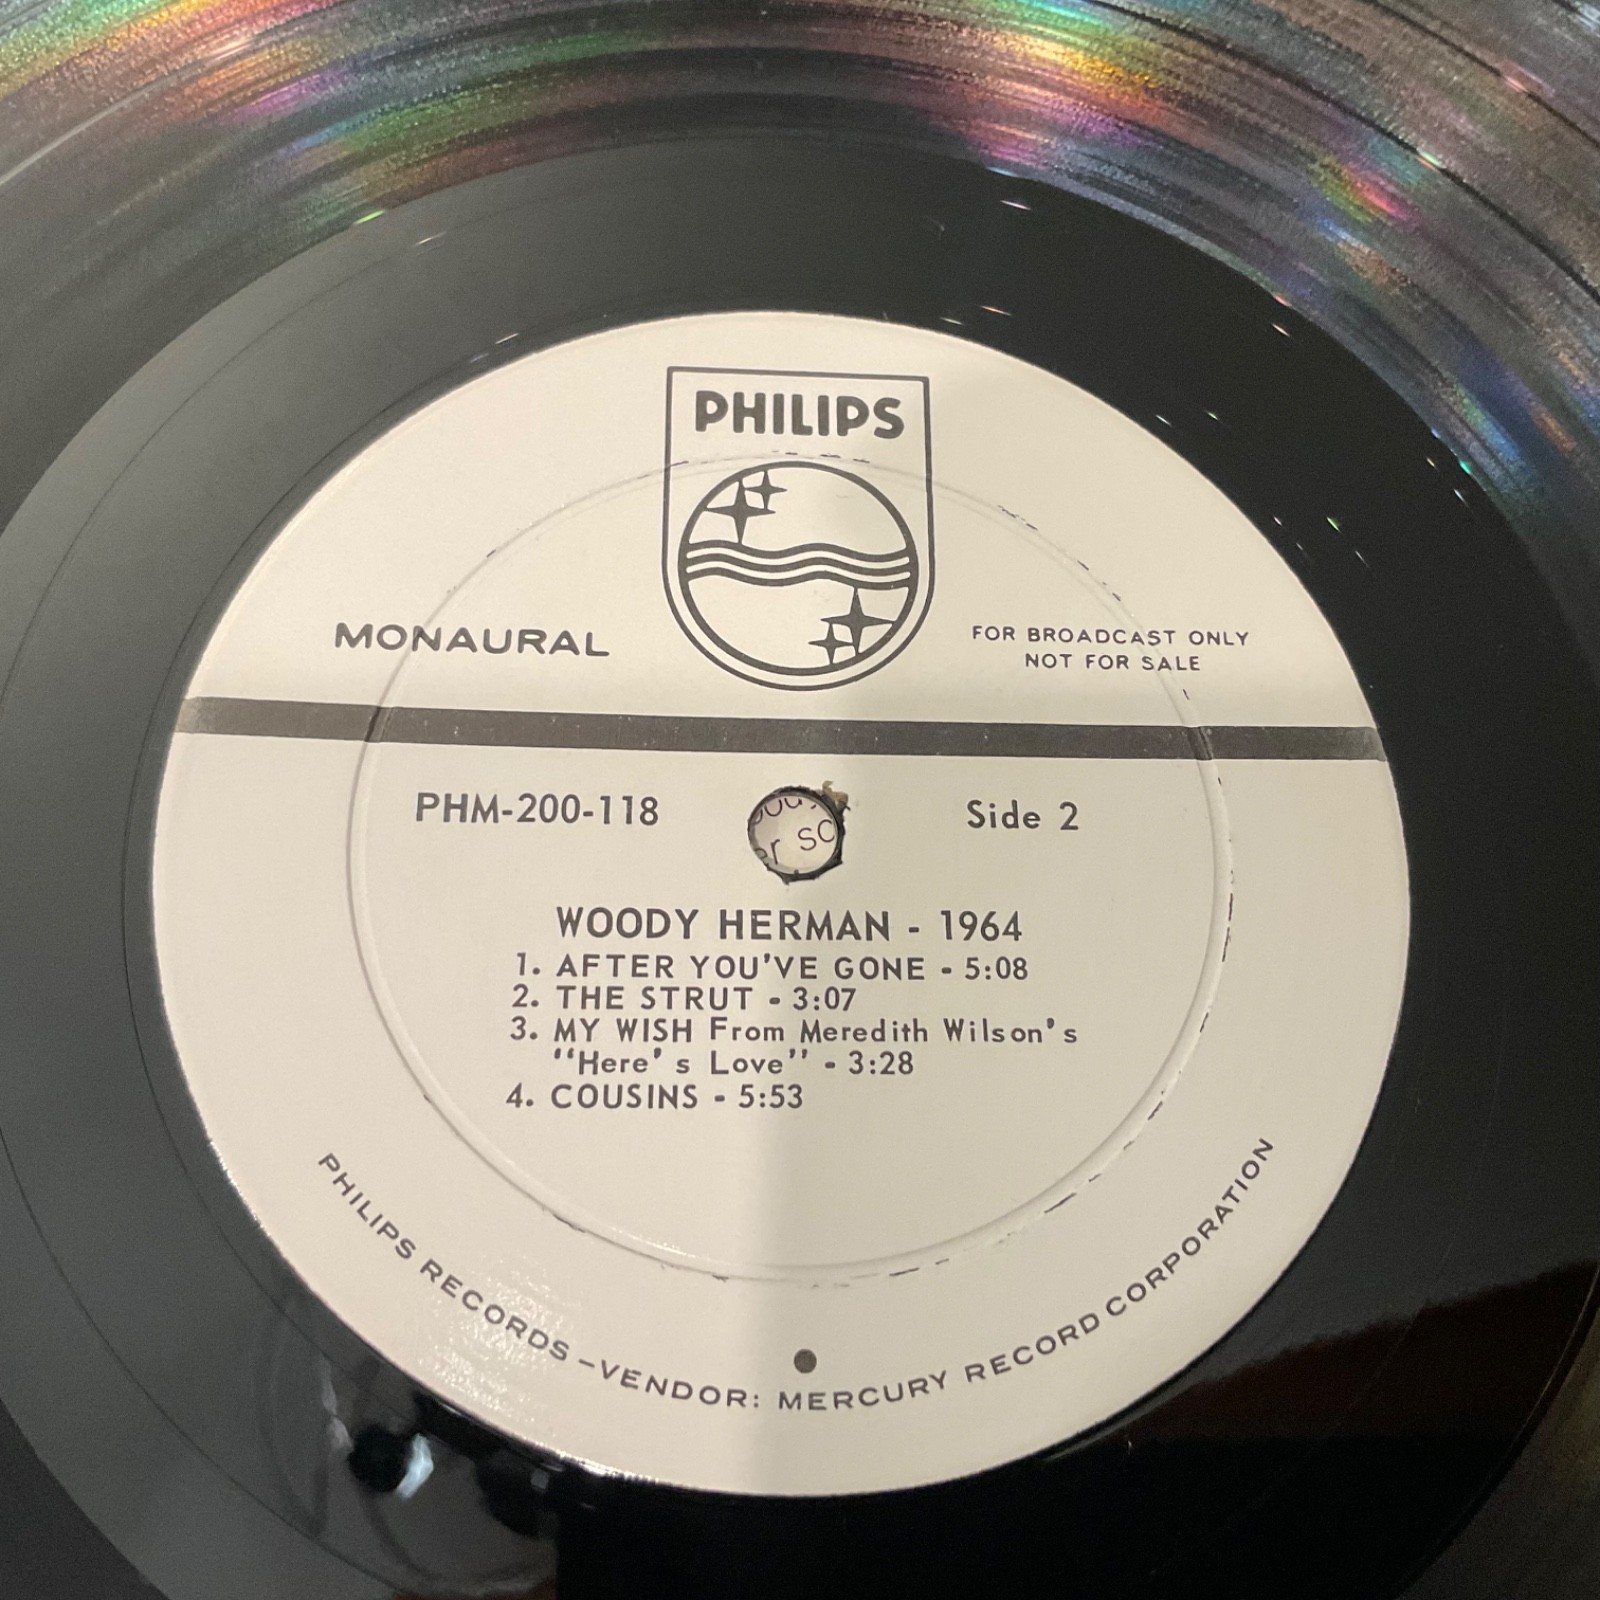 PHILIPS
MONAURAL
FOR BROADCAST ONLY
NOT FOR SALE
PHM-200-118
Side 2
WOODY HERMAN - 1964
1. AFTER YOU'VE GONE - 5:08
2. THE STRUT - 3:07
3. MY WISH From Meredith Wilson's
"Here's Love" - 3:28
4. COUSINS - 5:53
PHILIPS RECORDS - VENDOR: MERCURY RECORD CORPORATION